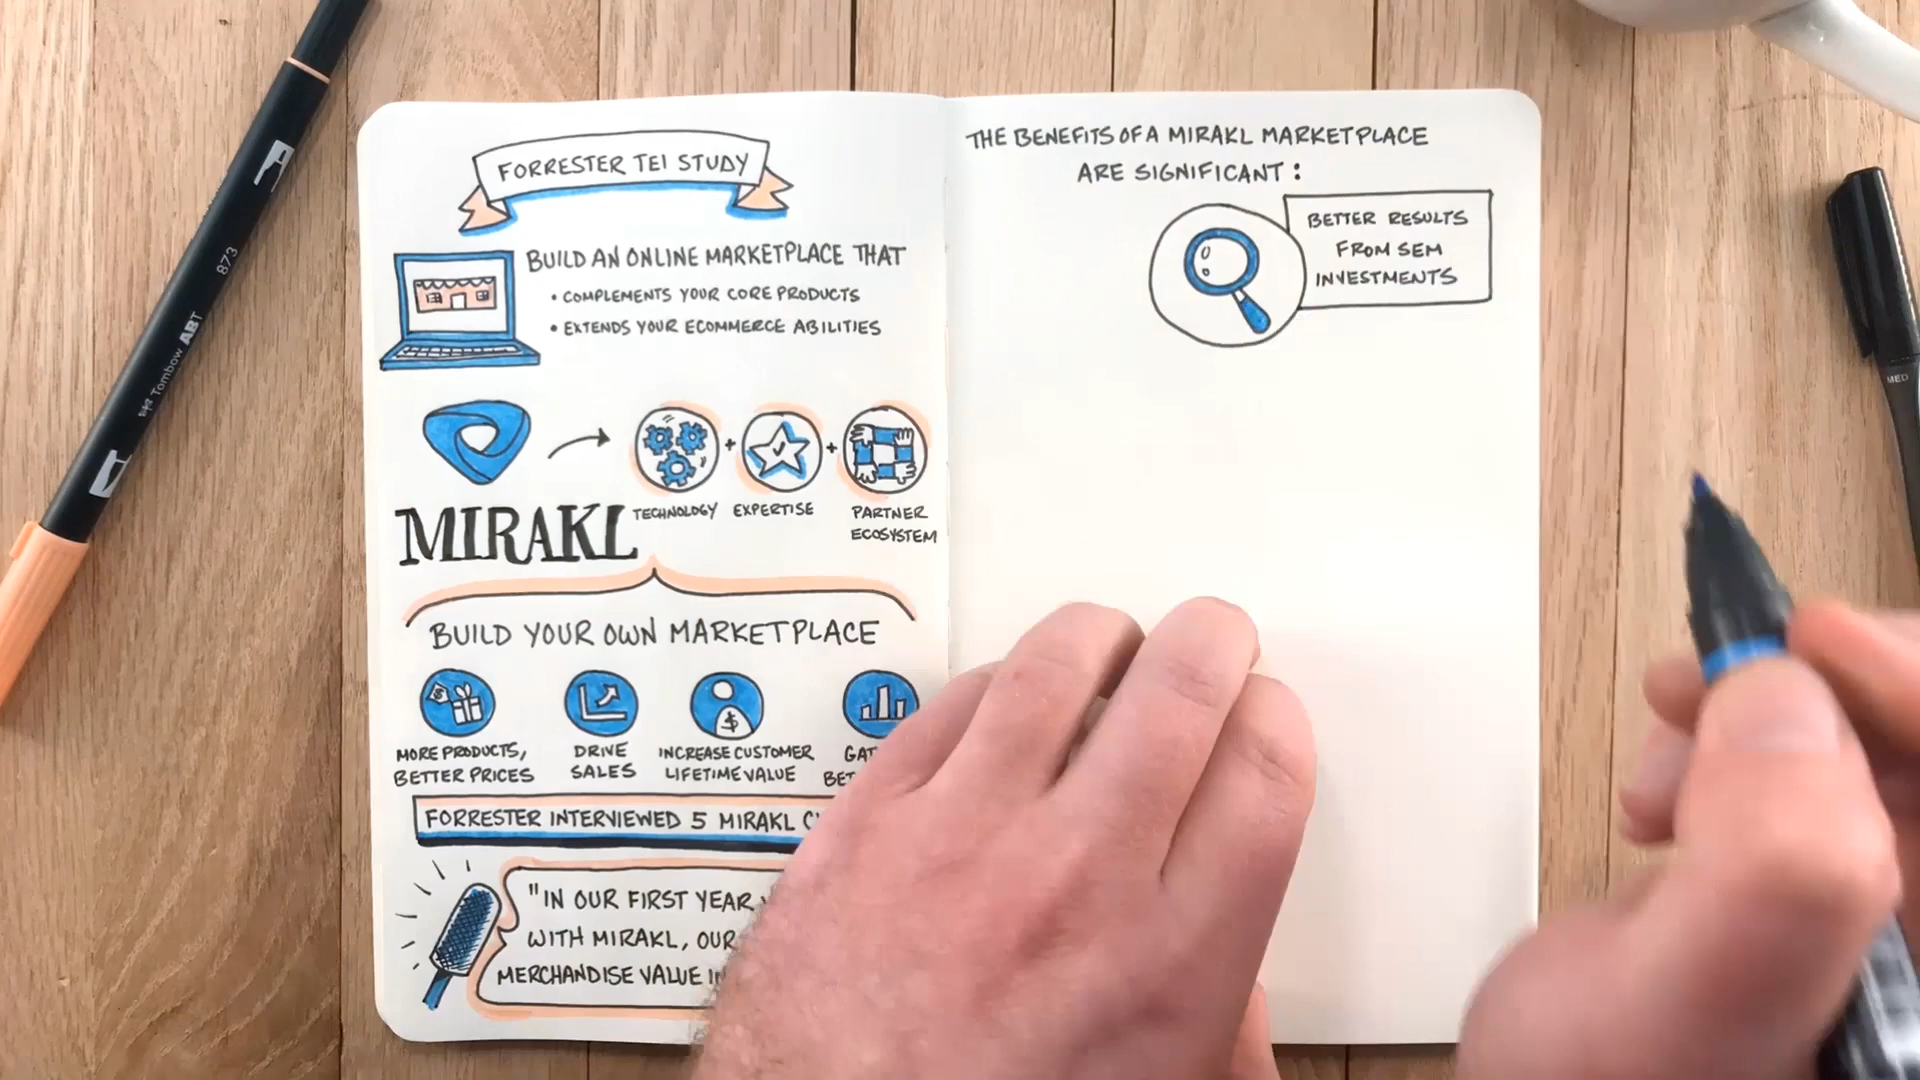 FORRESTER TEI STUDY
BUILD AN ONLINE MARKETPLACE THAT
• COMPLEMENTS YOUR CORE PRODUCTS
• EXTENDS YOUR ECOMMERCE ABILITIES
MIRAKL
TECHNOLOGY + EXPERTISE + PARTNER
ECOSYSTEM
BUILD YOUR OWN MARKETPLACE
$
$
MORE PRODUCTS,
BETTER PRICES
DRIVE
SALES
INCREASE CUSTOMER
LIFETIME VALUE
FORRESTER INTERVIEWED 5 MIRAKL
"IN OUR FIRST YEAR
WITH MIRAKL, OUR
MERCHANDISE VALUE
THE BENEFITS OF A MIRAKL MARKETPLACE
ARE SIGNIFICANT:
BETTER RESULTS
FROM SEM
INVESTMENTS
873
Tombow ABT
MED